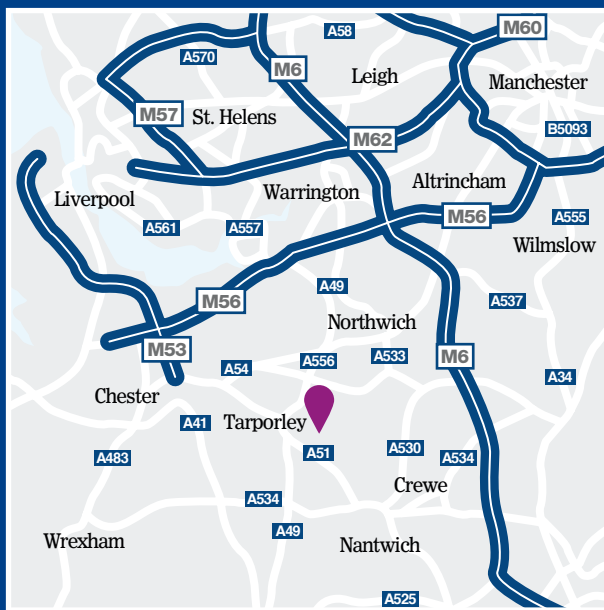 M60
A58
A570
M6
Leigh
Manchester
M57
St. Helens
B5093
M62
Warrington
Altrincham
Liverpool
M56
A555
A561
A557
Wilmslow
A49
M56
A537
Northwich
M53
A556
A533
M6
A54
A34
Chester
A41
Tarporley
A483
A51
A530
A534
Crewe
A534
A49
Wrexham
Nantwich
A525